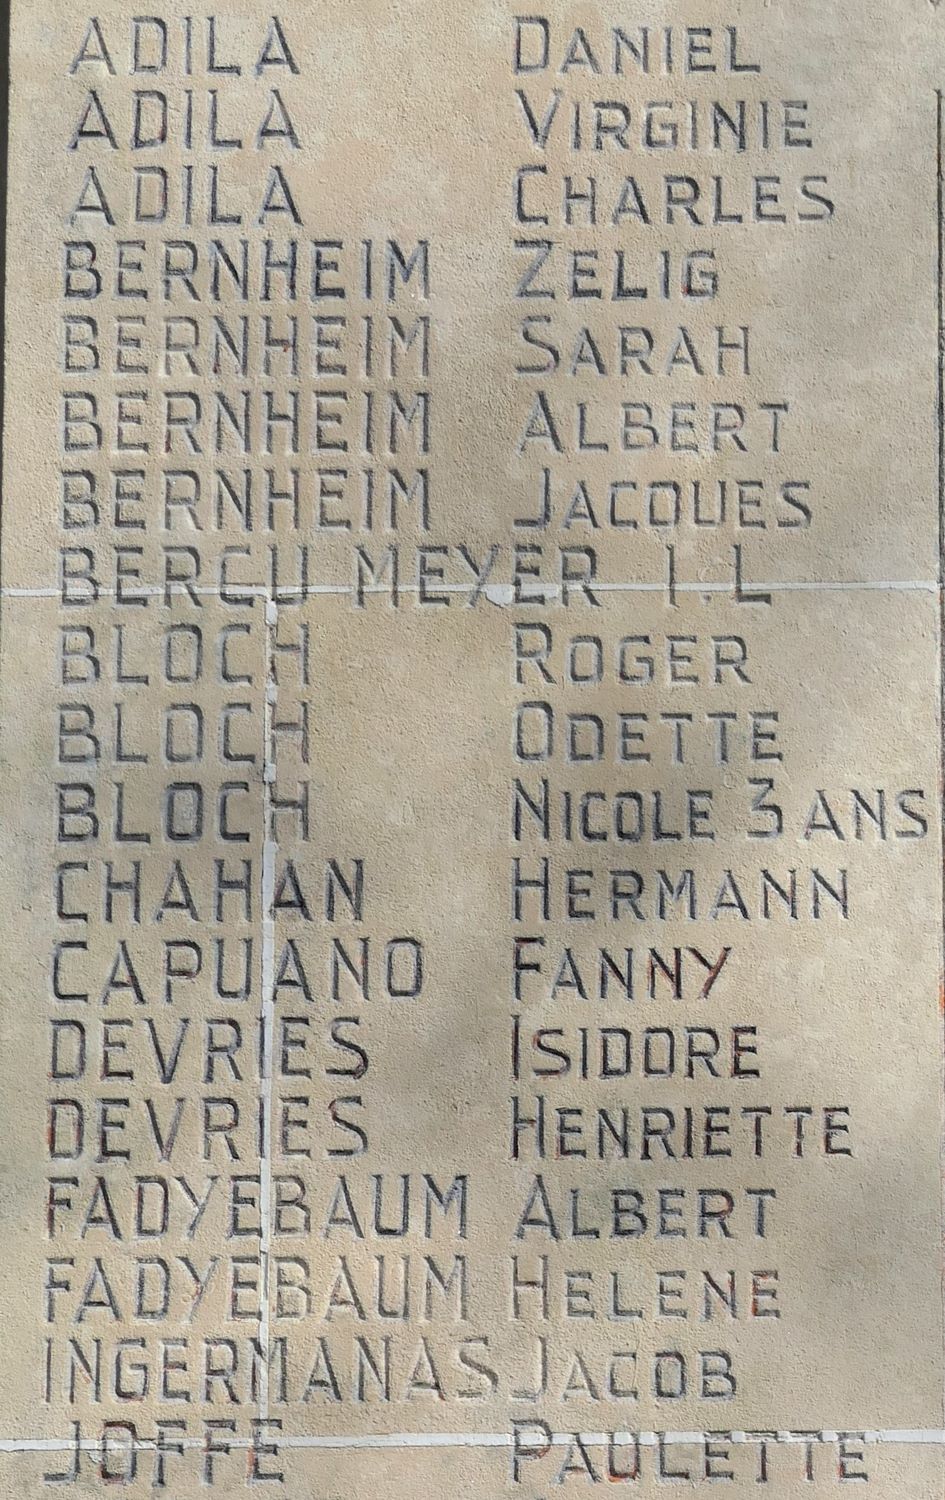 ADILA DANIEL
ADILA VIRGINIE
ADILA CHARLES
BERNHEIM ZELIG
BERNHEIM SARAH
BERNHEIM ALBERT
BERNHEIM JACQUES
BERCU MEYER I.L
BLOCH ROGER
BLOCH ODETTE
BLOCH NICOLE 3 ANS
CHAHAN HERMANN
CAPUANO FANNY
DEVRIES ISIDORE
DEVRIES HENRIETTE
FADYEBAUM ALBERT
FADYEBAUM HELENE
INGERMANAS JACOB
JOFFE PAULETTE